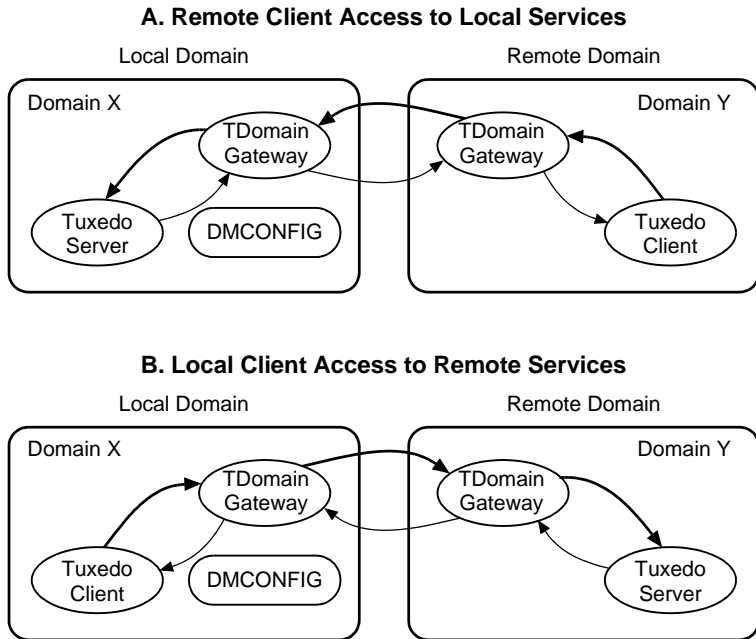 A. Remote Client Access to Local Services
Local Domain
Remote Domain
Domain X
Domain Y
TDomain
Gateway
TDomain
Gateway
Tuxedo
Server
DMCONFIG
Tuxedo
Client
B. Local Client Access to Remote Services
Local Domain
Remote Domain
Domain X
Domain Y
TDomain
Gateway
TDomain
Gateway
Tuxedo
Client
DMCONFIG
Tuxedo
Server